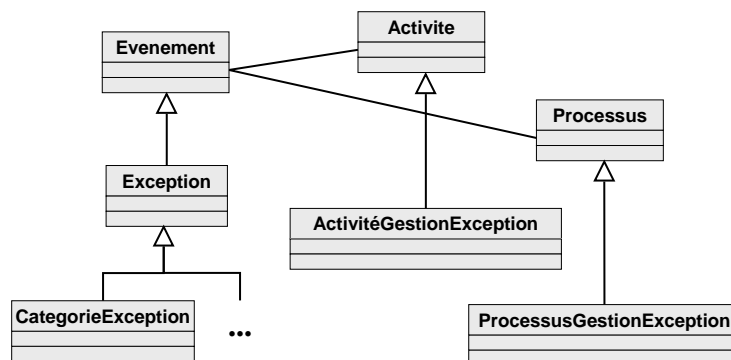 Activite
Evenement
Processus
Exception
ActivitéGestionException
CategorieException
...
ProcessusGestionException